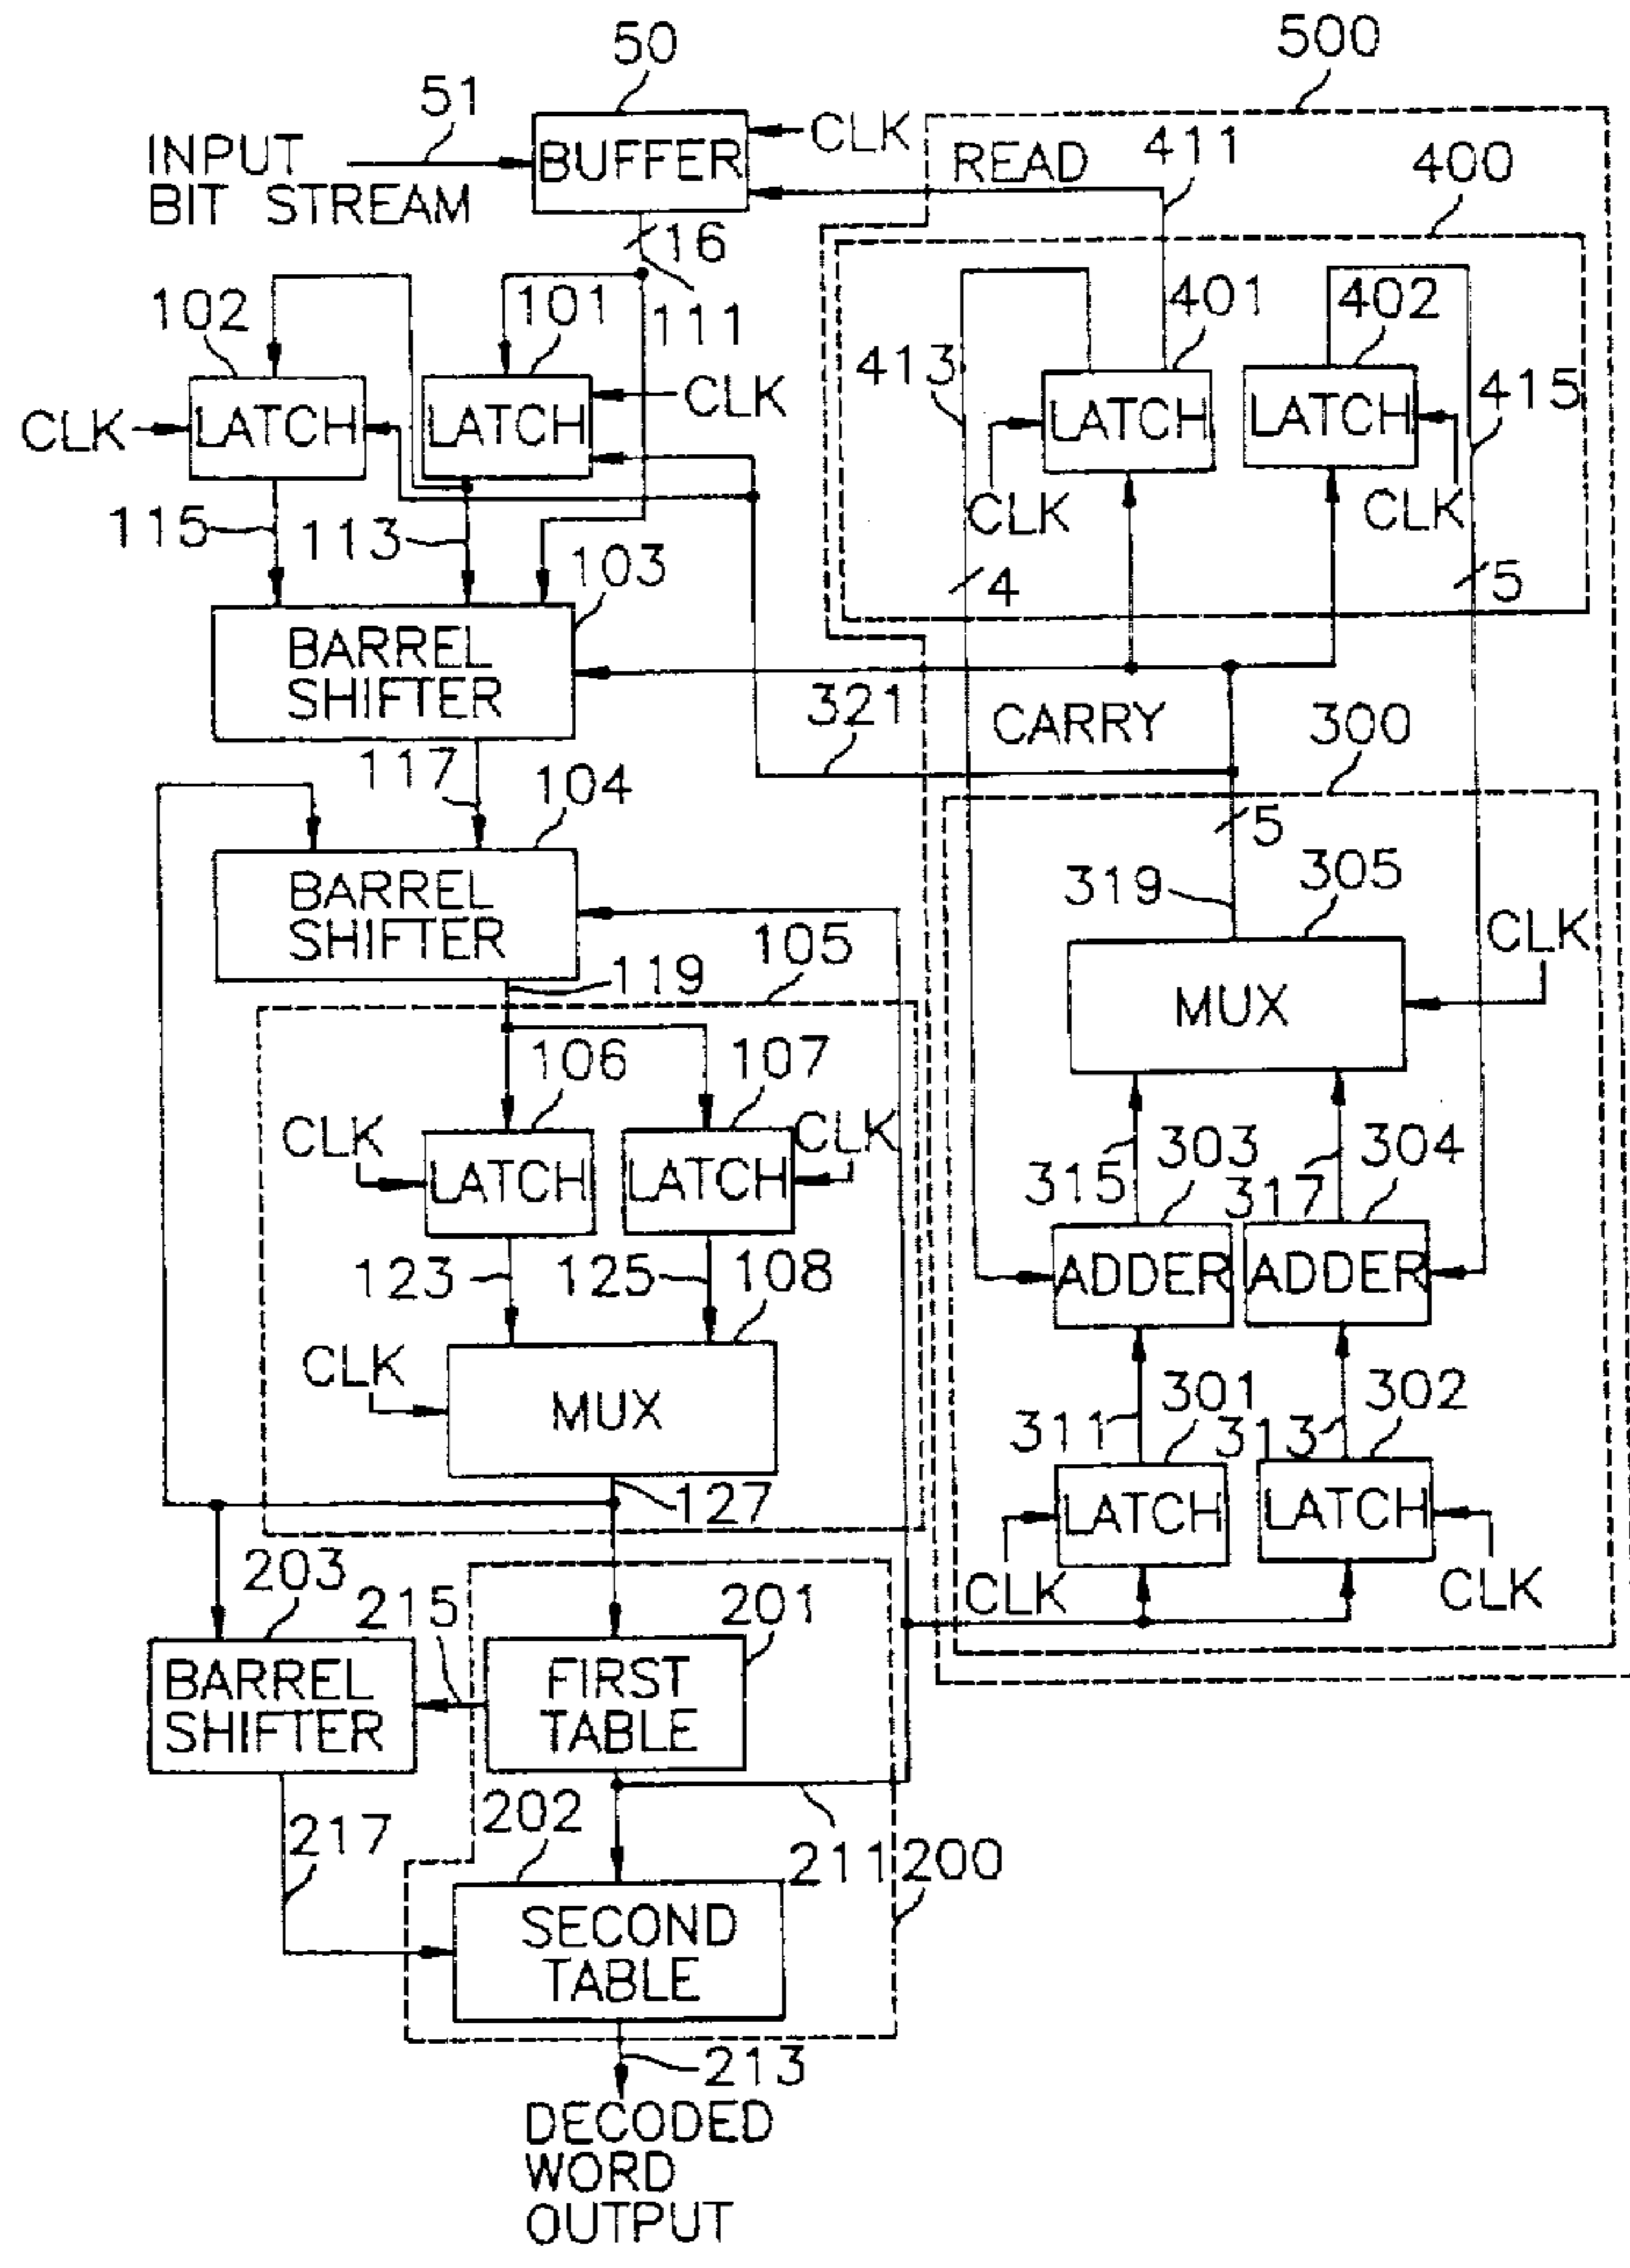 50
500
51
CLK
411
INPUT
BIT STREAM
BUFFER
READ
400
16
102
101
111
401
402
413
415
CLK
LATCH
LATCH
CLK
LATCH
LATCH
CLK
CLK
115
113
103
4
5
BARREL
SHIFTER
321
CARRY
300
117
104
5
BARREL
SHIFTER
319
305
105
CLK
119
MUX
106
107
CLK
LATCH
LATCH
CLK
315
303
317
304
123
125
108
ADDER
ADDER
CLK
MUX
311
301
313
302
127
LATCH
LATCH
203
215
201
CLK
CLK
BARREL
SHIFTER
FIRST
TABLE
217
202
211
200
SECOND
TABLE
213
DECODED
WORD
OUTPUT